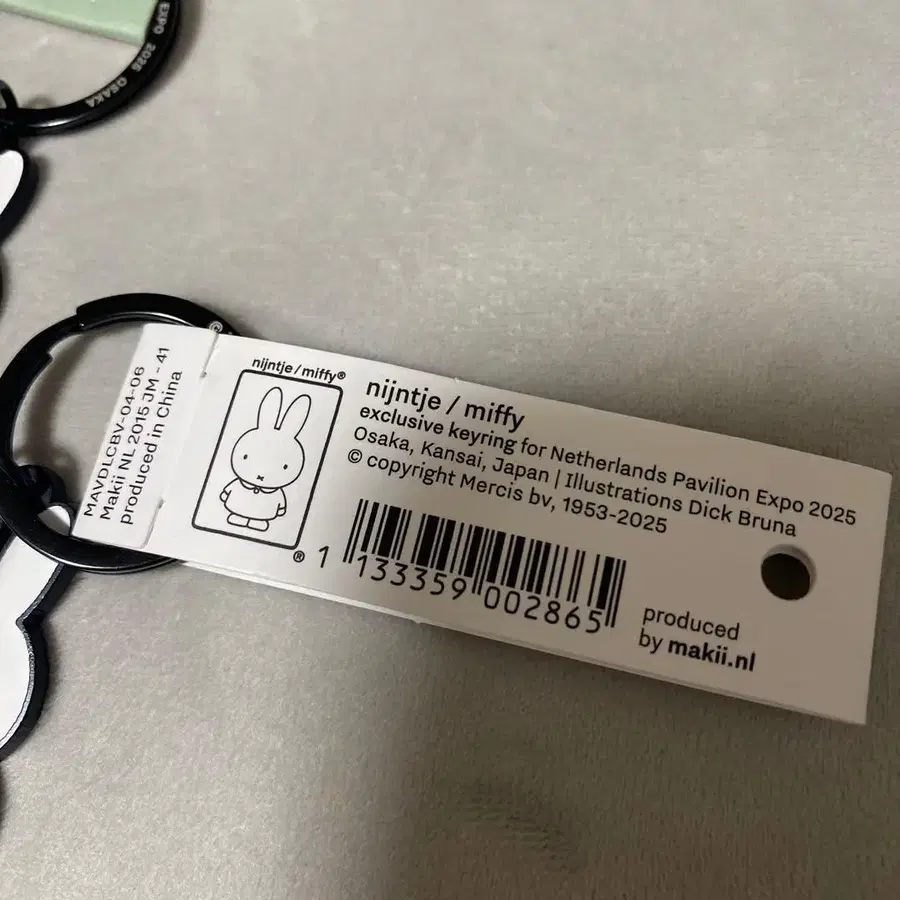 EXPO 2025 OSAKA
MAVDLCBV-04-06
Makii NL 2015 JM - 41
produced in China
©
nijntje / miffy®
nijntje / miffy
exclusive keyring for Netherlands Pavilion Expo 2025
Osaka, Kansai, Japan | Illustrations Dick Bruna
© copyright Mercis bv, 1953-2025
® 1 133359 002865
produced
by makii.nl